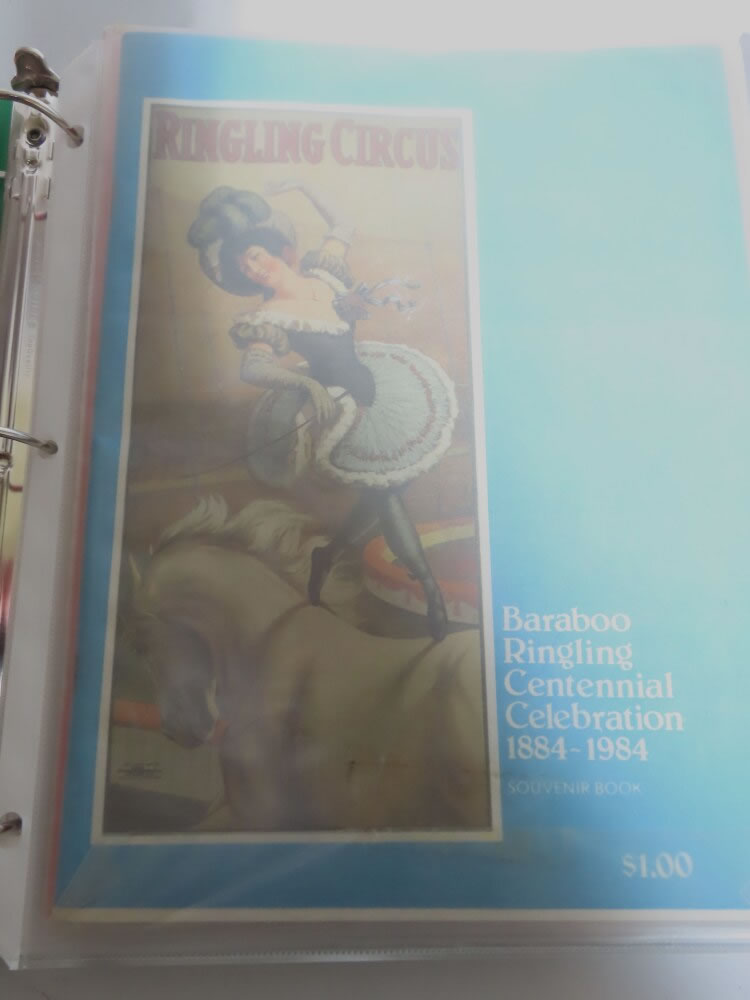 RINGLING CIRCUS
Baraboo
Ringling
Centennial
Celebration
1884-1984
SOUVENIR BOOK
$1.00